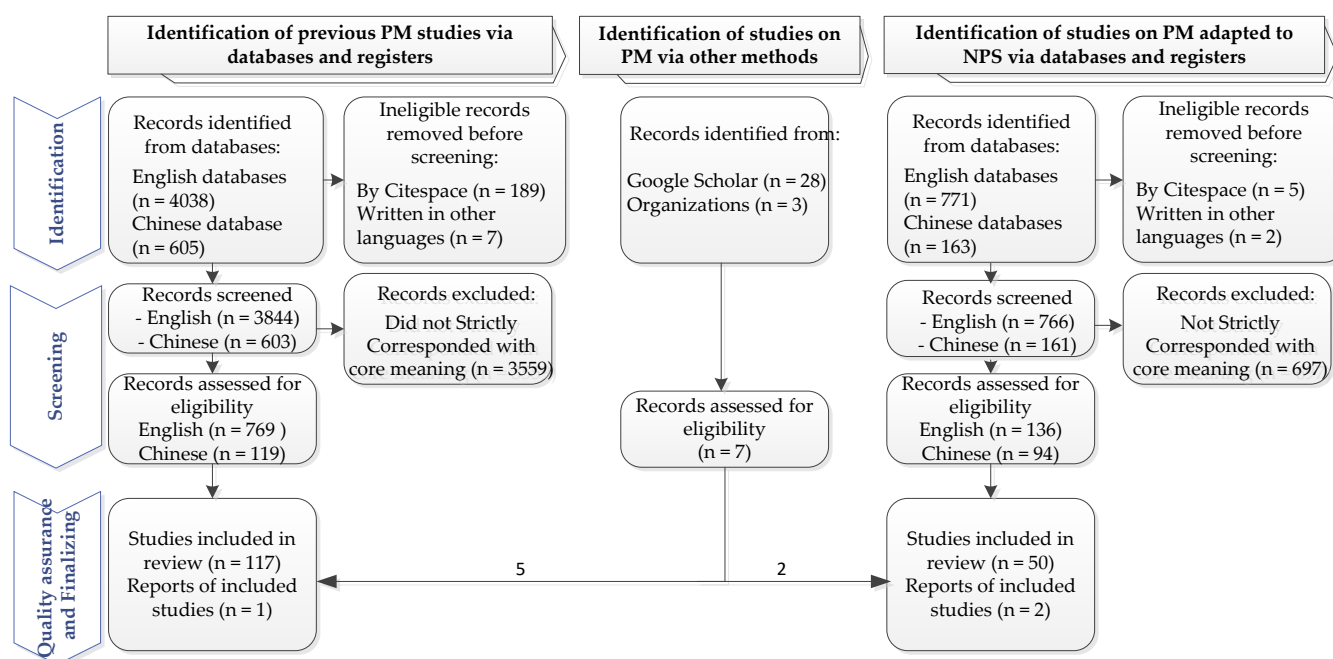 Identification of previous PM studies via
databases and registers
Identification of studies on
PM via other methods
Identification of studies on PM adapted to
NPS via databases and registers
Identification
Records identified
from databases:
English databases
(n = 4038)
Chinese database
(n = 605)
Ineligible records
removed before
screening:
By Citespace (n = 189)
Written in other
languages (n = 7)
Records identified from:
Google Scholar (n = 28)
Organizations (n = 3)
Records identified
from databases:
English databases
(n = 771)
Chinese databases
(n = 163)
Ineligible records
removed before
screening:
By Citespace (n = 5)
Written in other
languages (n = 2)
Screening
Records screened
- English (n = 3844)
- Chinese (n = 603)
Records excluded:
Did not Strictly
Corresponded with
core meaning (n = 3559)
Records screened
- English (n = 766)
- Chinese (n = 161)
Records excluded:
Not Strictly
Corresponded with
core meaning (n = 697)
Records assessed for
eligibility
English (n = 769 )
Chinese (n = 119)
Records assessed for
eligibility
(n = 7)
Records assessed for
eligibility
English (n = 136)
Chinese (n = 94)
Quality assurance
and Finalizing
Studies included in
review (n = 117)
Reports of included
studies (n = 1)
5
2
Studies included in
review (n = 50)
Reports of included
studies (n = 2)